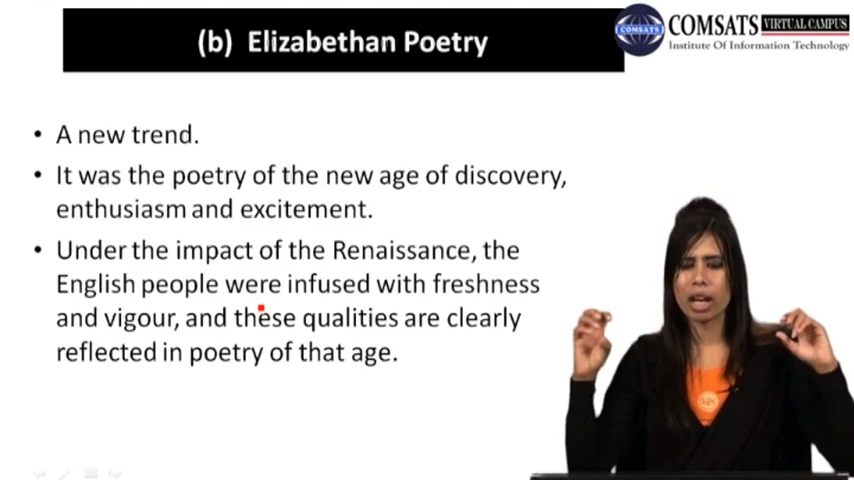 (b) Elizabethan Poetry
COMSATS
COMSATS VIRTUAL CAMPUS
Institute Of Information Technology
• A new trend.
• It was the poetry of the new age of discovery,
enthusiasm and excitement.
• Under the impact of the Renaissance, the
English people were infused with freshness
and vigour, and these qualities are clearly
reflected in poetry of that age.